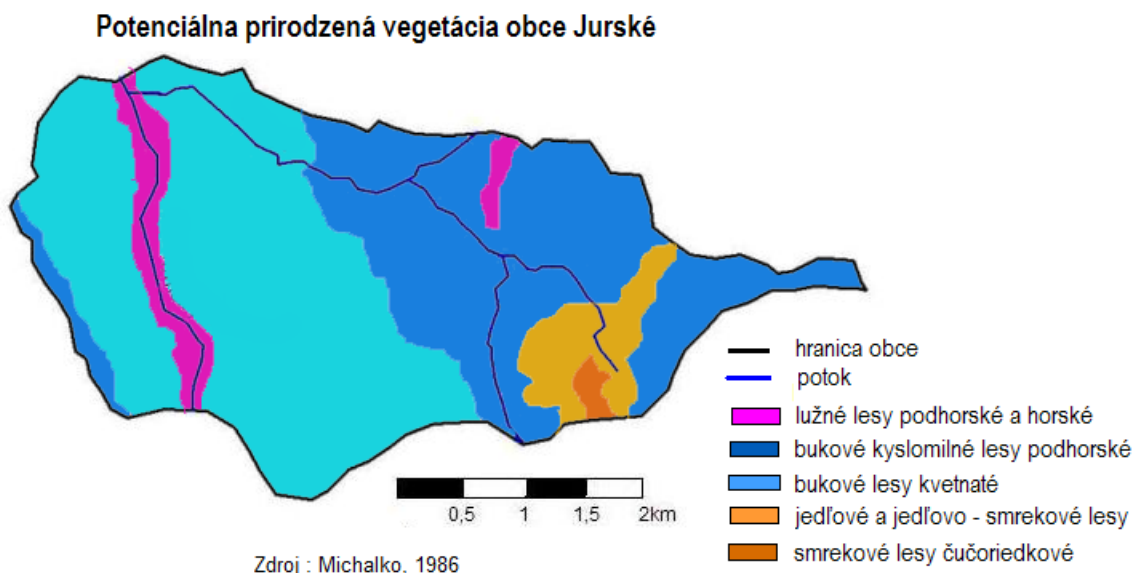 Potenciálna prirodzená vegetácia obce Jurské
hranica obce
potok
lužné lesy podhorské a horské
bukové kyslomilné lesy podhorské
bukové lesy kvetnaté
jedľové a jedľovo - smrekové lesy
smrekové lesy čučoriedkové
0,5 1 1,5 2km
Zdroj : Michalko, 1986